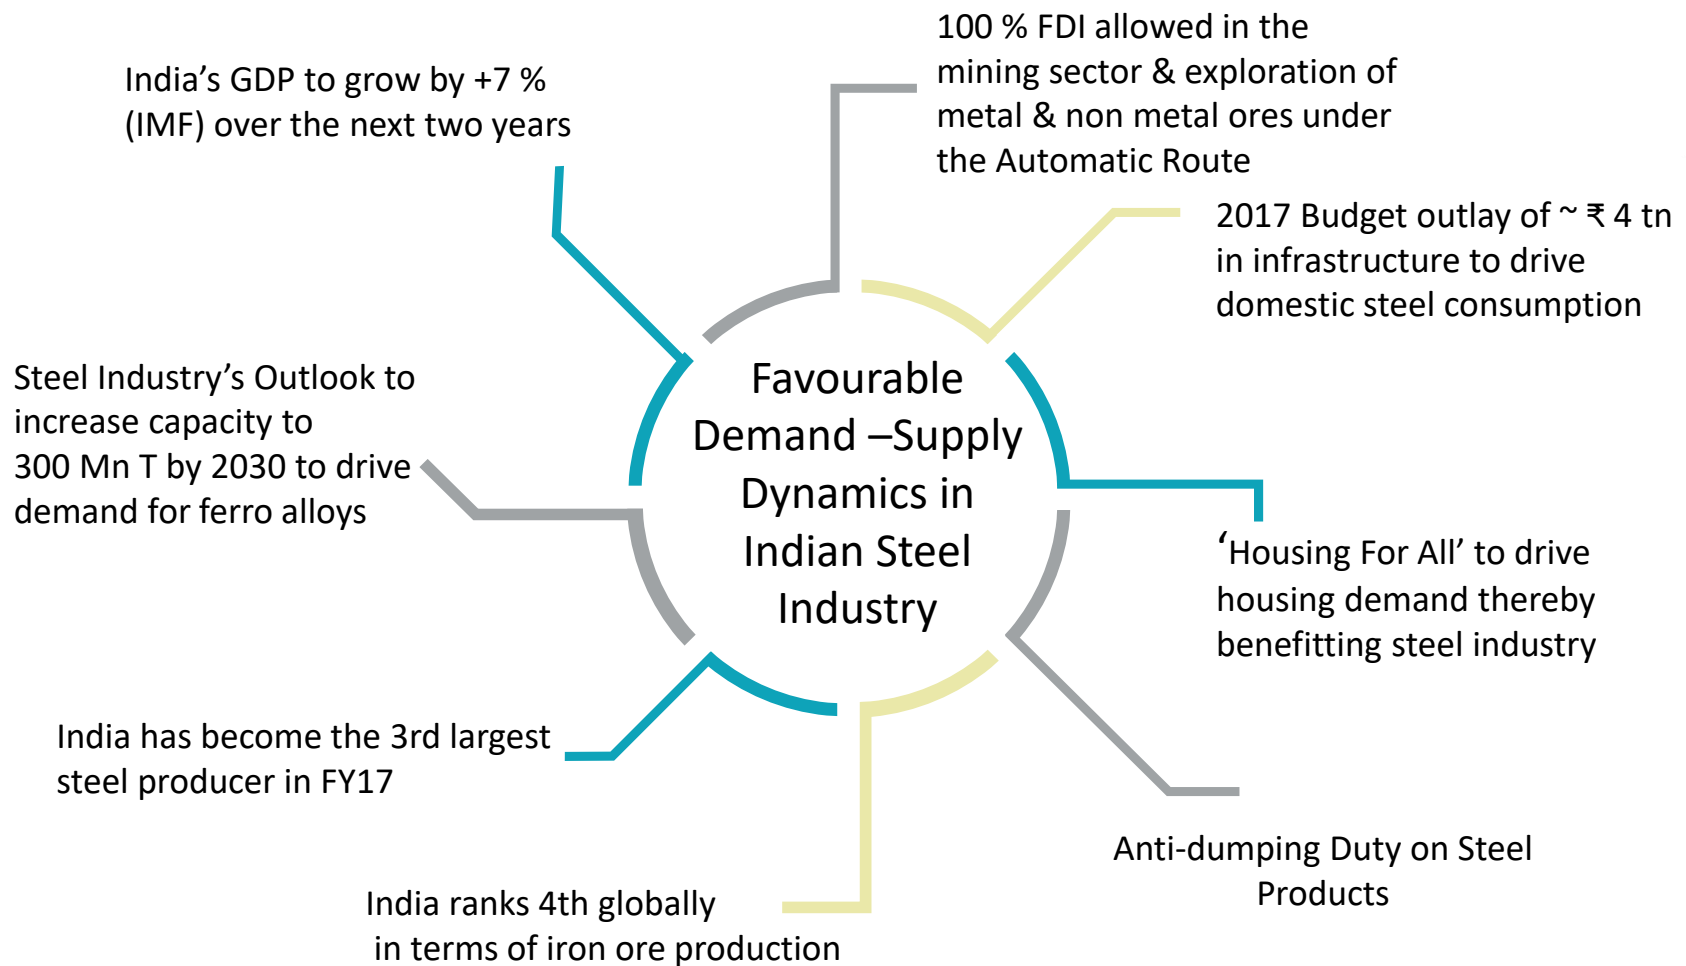 100 % FDI allowed in the
mining sector & exploration of
metal & non metal ores under
the Automatic Route
India’s GDP to grow by +7 %
(IMF) over the next two years
2017 Budget outlay of ~ ₹ 4 tn
in infrastructure to drive
domestic steel consumption
Steel Industry’s Outlook to
increase capacity to
300 Mn T by 2030 to drive
demand for ferro alloys
Favourable
Demand –Supply
Dynamics in
Indian Steel
Industry
‘Housing For All’ to drive
housing demand thereby
benefitting steel industry
India has become the 3rd largest
steel producer in FY17
Anti-dumping Duty on Steel
Products
India ranks 4th globally
in terms of iron ore production